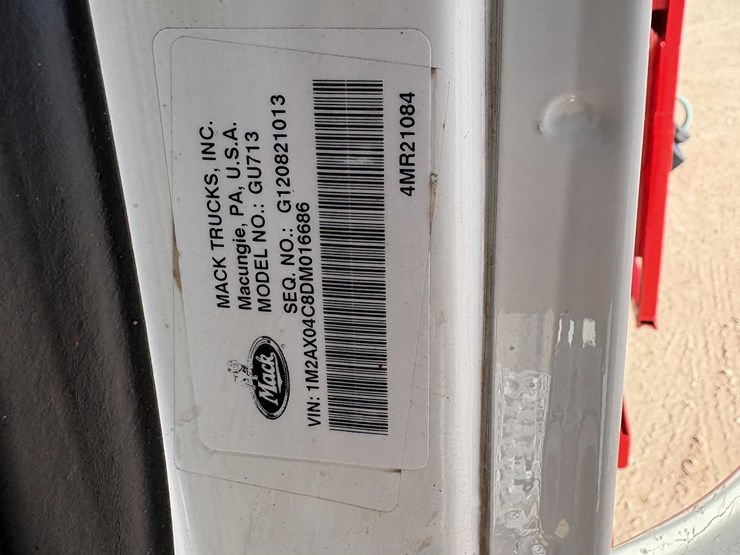 MACK TRUCKS, INC.
Macungie, PA, U.S.A.
MODEL NO.: GU713
SEQ. NO.: G120821013
Mack
VIN: 1M2AX04C8DM016686
4MR21084